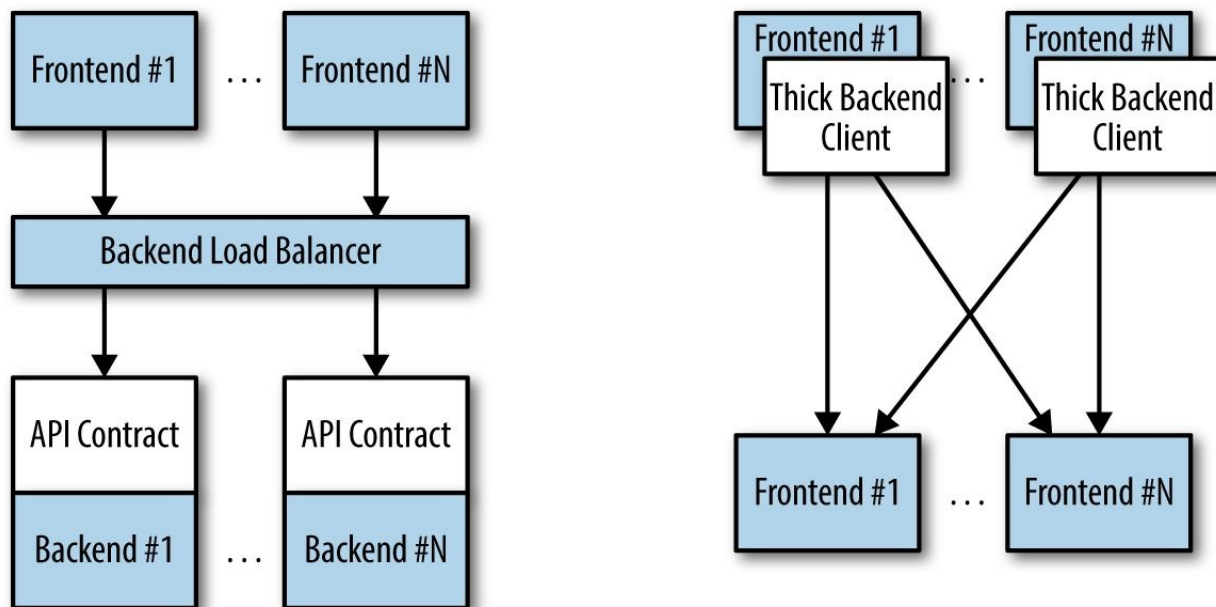 Frontend #1
...
Frontend #N
Backend Load Balancer
API Contract
API Contract
Backend #1
...
Backend #N
Frontend #1
...
Frontend #N
Thick Backend
Client
Thick Backend
Client
Frontend #1
...
Frontend #N